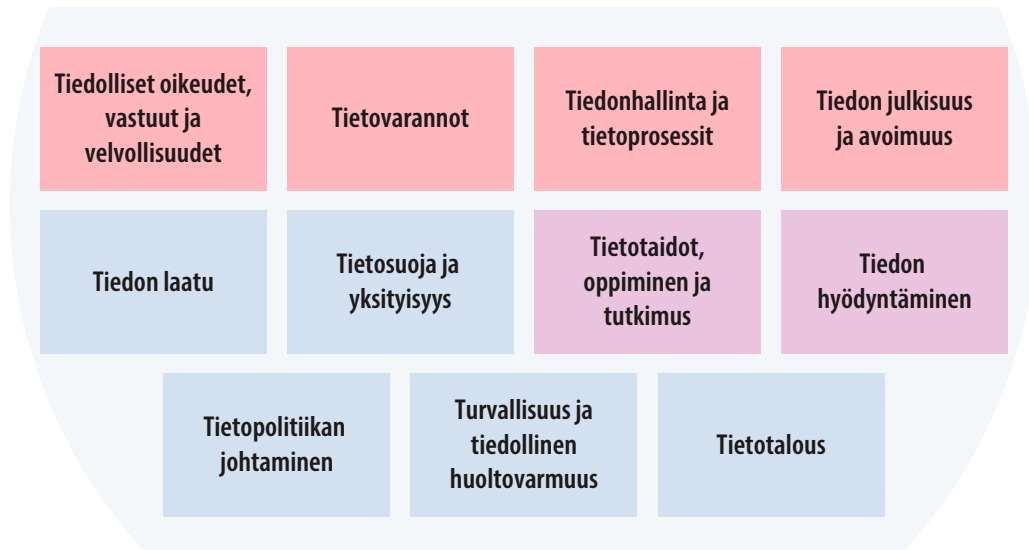 Tiedolliset oikeudet,
vastuut ja
velvollisuudet
Tietovarannot
Tiedonhallinta ja
tietoprosessit
Tiedon julkisuus
ja avoimuus
Tiedon laatu
Tietosuoja ja
yksityisyys
Tietotaidot,
oppiminen ja
tutkimus
Tiedon
hyödyntäminen
Tietopolitiikan
johtaminen
Turvallisuus ja
tiedollinen
huoltovarmuus
Tietotalous